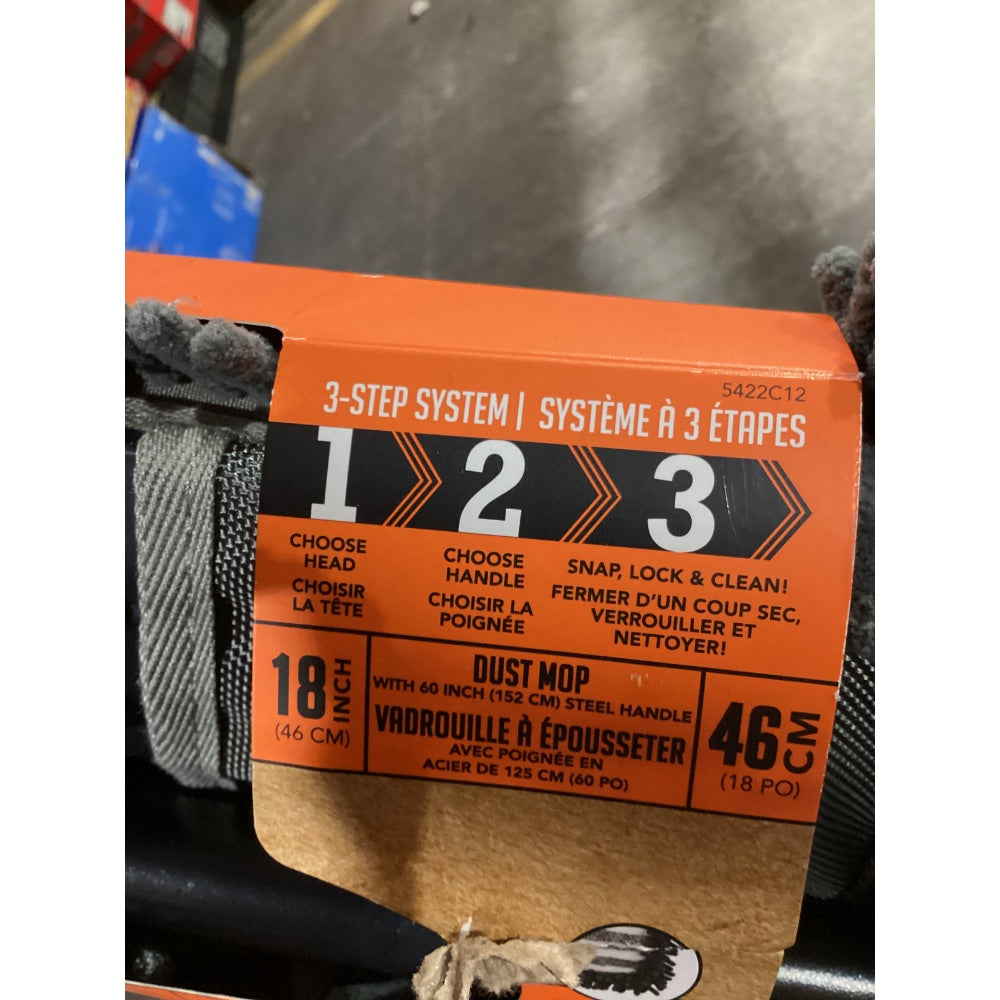 5422C12
3-STEP SYSTEM | SYSTÈME À 3 ÉTAPES
1 2 3
CHOOSE
HEAD
CHOISIR
LA TÊTE
CHOOSE
HANDLE
CHOISIR LA
POIGNÉE
SNAP, LOCK & CLEAN!
FERMER D'UN COUP SEC,
VERROUILLER ET
NETTOYER!
18 INCH
(46 CM)
DUST MOP
WITH 60 INCH (152 CM) STEEL HANDLE
VADROUILLE À ÉPOUSSETER
AVEC POIGNÉE EN
ACIER DE 125 CM (60 PO)
46 CM
(18 PO)